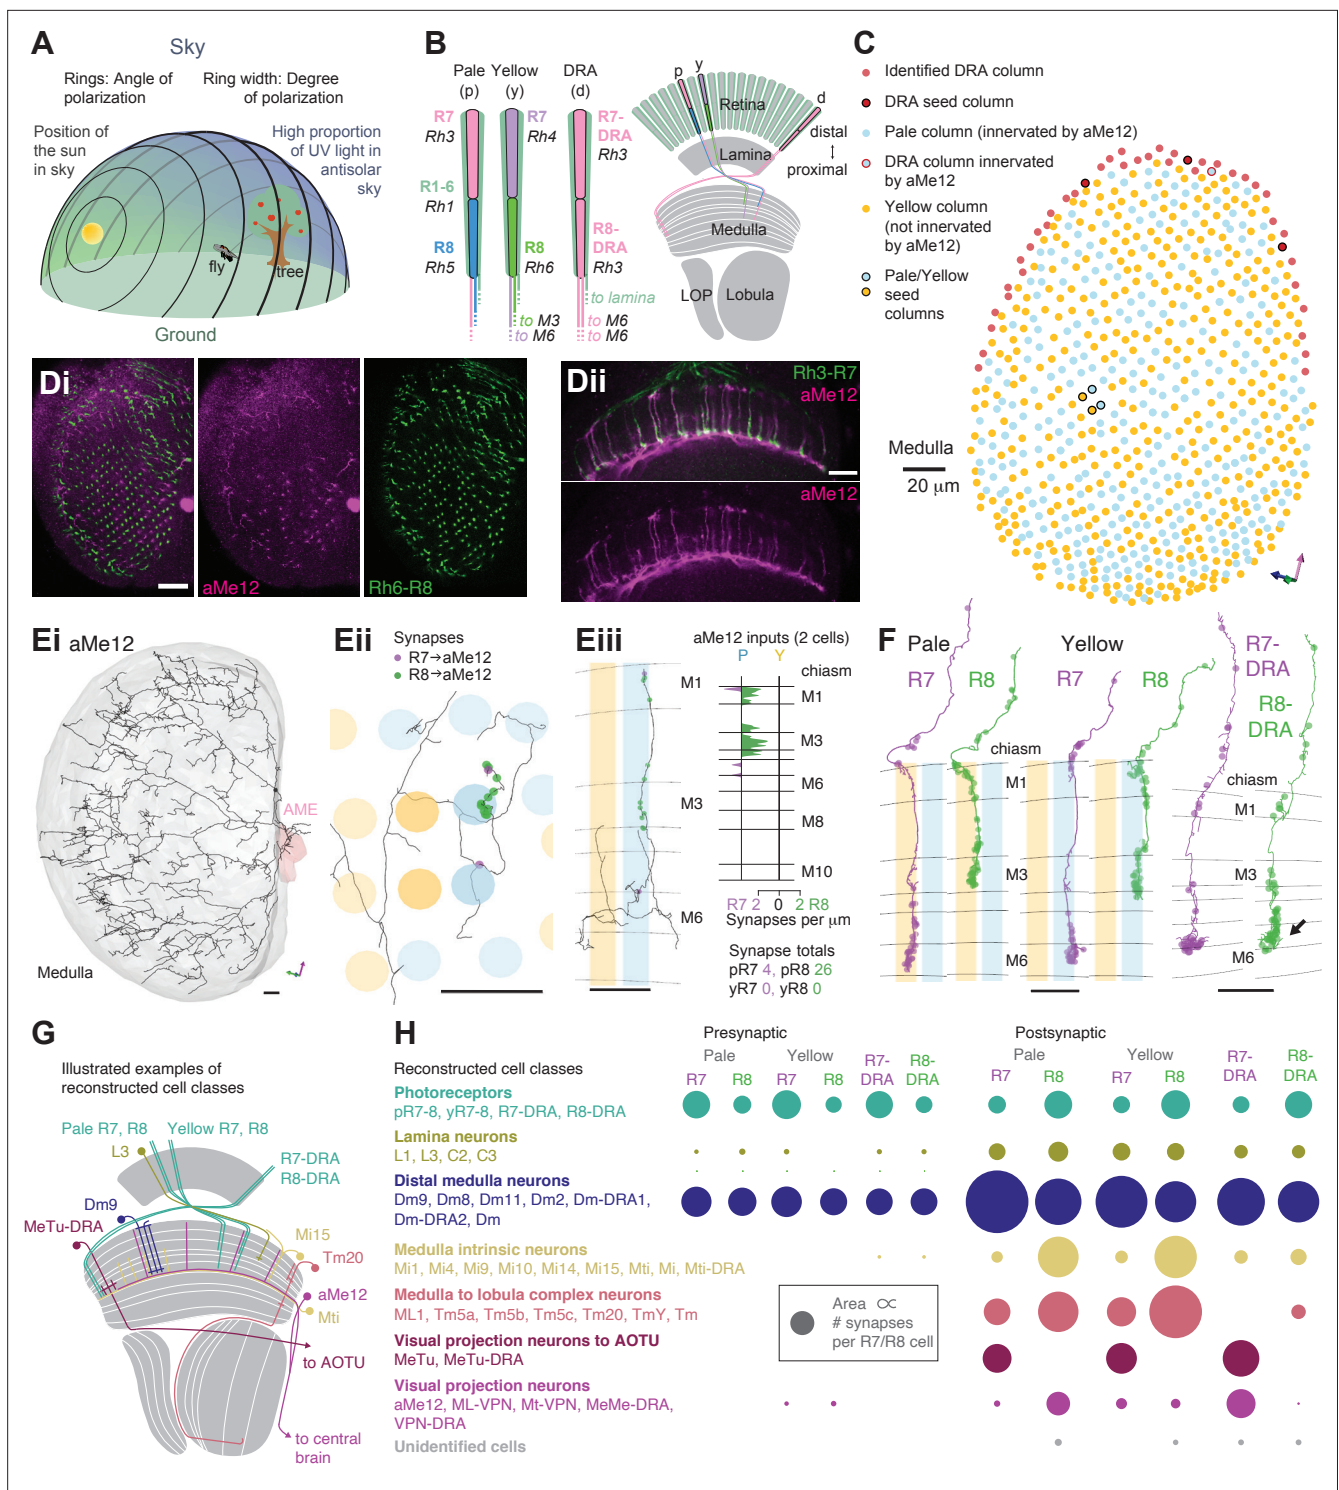 A
Sky
Rings: Angle of
polarization
Ring width: Degree
of polarization
Position of
the sun
in sky
High proportion
of UV light in
antisolar
sky
fly
tree
Ground
B
Pale
(p)
Yellow
(y)
DRA
(d)
R7
Rh3
R7
Rh4
R7-
DRA
Rh3
R1-6
Rh1
R8
Rh5
R8
Rh6
R8-
DRA
Rh3
to lamina
to M3
to M6
to M6
to M6
p
y
d
Retina
distal
proximal
Lamina
Medulla
LOP
Lobula
C
Identified DRA column
DRA seed column
Pale column (innervated by aMe12)
DRA column innervated
by aMe12
Yellow column
(not innervated
by aMe12)
Pale/Yellow
seed
columns
Medulla
20 μm
Di
aMe12
Rh6-R8
Dii
Rh3-R7
aMe12
aMe12
Ei
aMe12
AME
Medulla
Eii
Synapses
R7→aMe12
R8→aMe12
Eiii
M1
M3
M6
aMe12 inputs (2 cells)
P
Y
chiasm
M1
M3
M6
M8
M10
R7 2 0 2 R8
Synapses per μm
Synapse totals
pR7 4, pR8 26
yR7 0, yR8 0
F
Pale
Yellow
R7
R8
R7
R8
R7-
DRA
R8-
DRA
chiasm
M1
M3
M6
chiasm
M1
M3
M6
G
Illustrated examples of
reconstructed cell classes
Pale R7, R8
Yellow R7, R8
L3
R7-DRA
R8-DRA
Dm9
MeTu-DRA
Mi15
Tm20
aMe12
Mti
to AOTU
to central
brain
H
Presynaptic
Postsynaptic
Reconstructed cell classes
Pale
Yellow
R7-
DRA
R8-
DRA
R7
R8
R7
R8
Pale
Yellow
R7-
DRA
R8-
DRA
R7
R8
R7
R8
Photoreceptors
pR7-8, yR7-8, R7-DRA, R8-DRA
Lamina neurons
L1, L3, C2, C3
Distal medulla neurons
Dm9, Dm8, Dm11, Dm2, Dm-DRA1,
Dm-DRA2, Dm
Medulla intrinsic neurons
Mi1, Mi4, Mi9, Mi10, Mi14, Mi15, Mti, Mi, Mti-DRA
Medulla to lobula complex neurons
ML1, Tm5a, Tm5b, Tm5c, Tm20, TmY, Tm
Visual projection neurons to AOTU
MeTu, MeTu-DRA
Visual projection neurons
aMe12, ML-VPN, Mt-VPN, MeMe-DRA,
VPN-DRA
Unidentified cells
Area ∝
# synapses
per R7/R8 cell